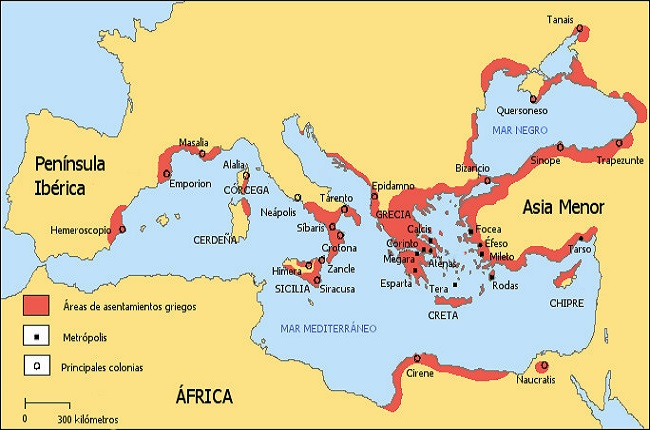 Tanais
Quersoneso
MAR NEGRO
Masalia
Península
Ibérica
Alalia
CÓRCEGA
Emporion
Bizancio
Sinope
Trapezunte
Epidamno
Neápolis
Tarento
GRECIA
Asia Menor
Hemeroscopio
CERDEÑA
Síbaris
Calcis
Focea
Crotona
Corinto
Éfeso
Megara
Atenas
Mileto
Tarso
Himera
Zancle
SICILIA
Siracusa
Esparta
Tera
Rodas
CHIPRE
CRETA
Áreas de asentamientos griegos
MAR MEDITERRÁNEO
Metrópolis
Principales colonias
Cirene
Naucratis
ÁFRICA
0 300 kilómetros